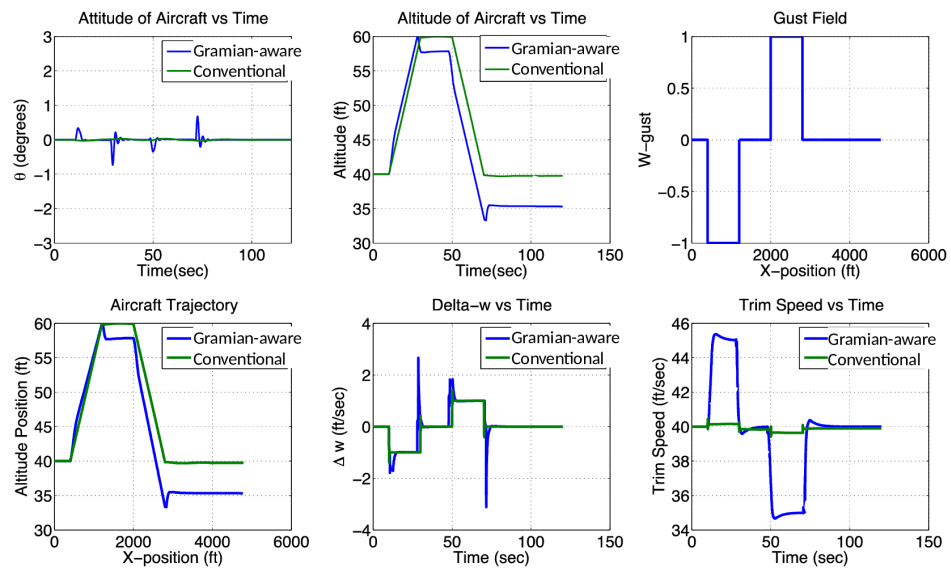 Attitude of Aircraft vs Time
3
2
1
0
−1
−2
−3
0
50
100
θ (degrees)
Time(sec)
Gramian-aware
Conventional
Altitude of Aircraft vs Time
60
55
50
45
40
35
30
0
50
100
150
Altitude (ft)
Time(sec)
Gramian-aware
Conventional
Gust Field
1
0.5
0
−0.5
−1
0
2000
4000
6000
W−gust
X−position (ft)
Aircraft Trajectory
60
55
50
45
40
35
30
0
2000
4000
6000
Altitude Position (ft)
X−position (ft)
Gramian-aware
Conventional
Delta−w vs Time
4
2
0
−2
−4
0
50
100
150
Δ w (ft/sec)
Time (sec)
Gramian-aware
Conventional
Trim Speed vs Time
46
44
42
40
38
36
34
0
50
100
150
Trim Speed (ft/sec)
Time (sec)
Gramian-aware
Conventional